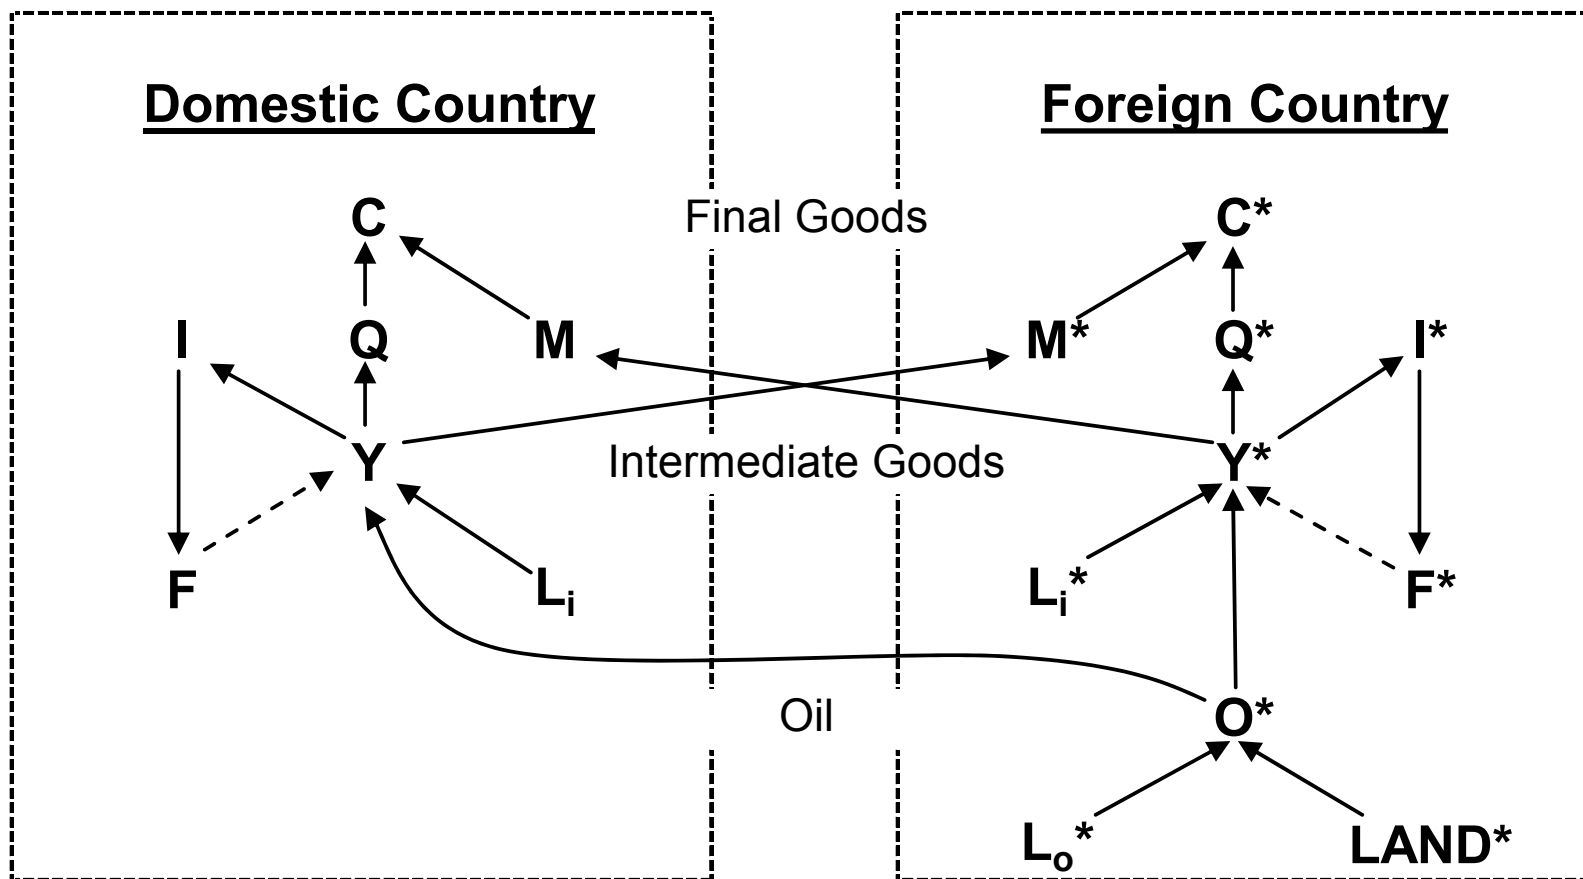 Domestic Country
Foreign Country
C
Final Goods
C*
I
Q
M
M*
Q*
I*
Y
Intermediate Goods
Y*
F
Li
Li*
F*
Oil
O*
Lo*
LAND*